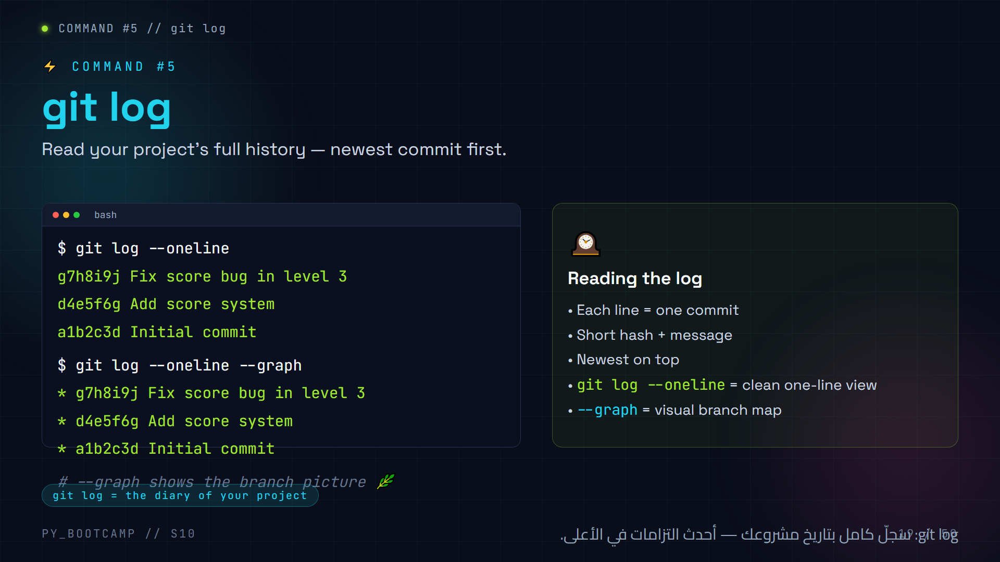 COMMAND #5 // git log
⚡ COMMAND #5
git log
Read your project's full history — newest commit first.
bash
$ git log --oneline
g7h8i9j Fix score bug in level 3
d4e5f6g Add score system
a1b2c3d Initial commit
$ git log --oneline --graph
* g7h8i9j Fix score bug in level 3
* d4e5f6g Add score system
* a1b2c3d Initial commit
# --graph shows the branch picture 🌿
git log = the diary of your project
🕰️
Reading the log
• Each line = one commit
• Short hash + message
• Newest on top
• git log --oneline = clean one-line view
• --graph = visual branch map
PY_BOOTCAMP // S10
git log: سجلّ كامل بتاريخ مشروعك — أحدث التزامات في الأعلى.
19 / 50